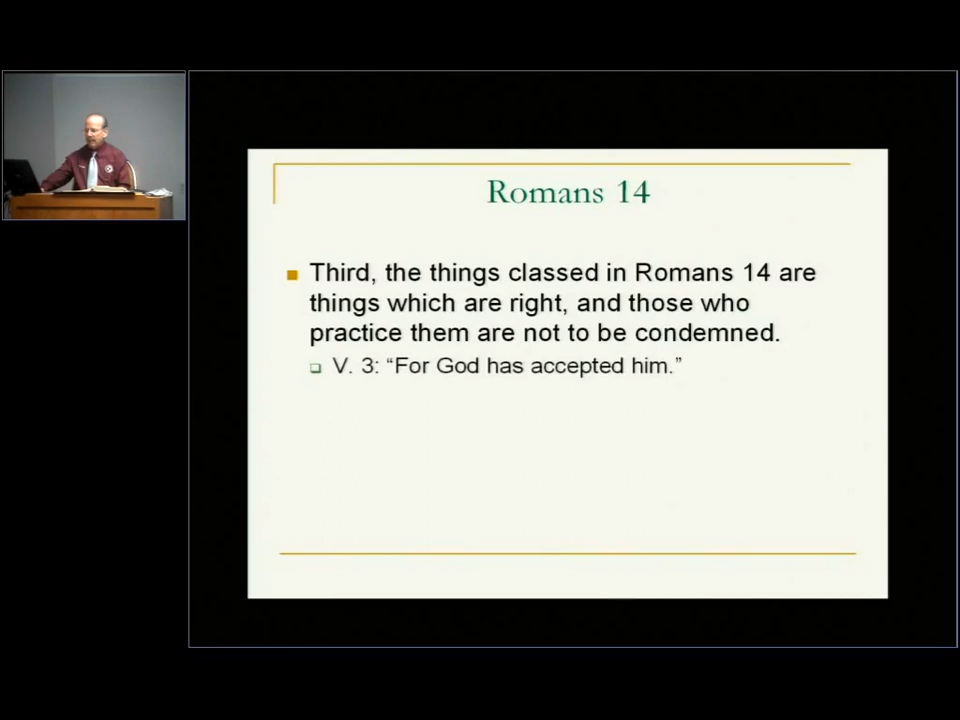 Romans 14
Third, the things classed in Romans 14 are
things which are right, and those who
practice them are not to be condemned.
V. 3: “For God has accepted him.”